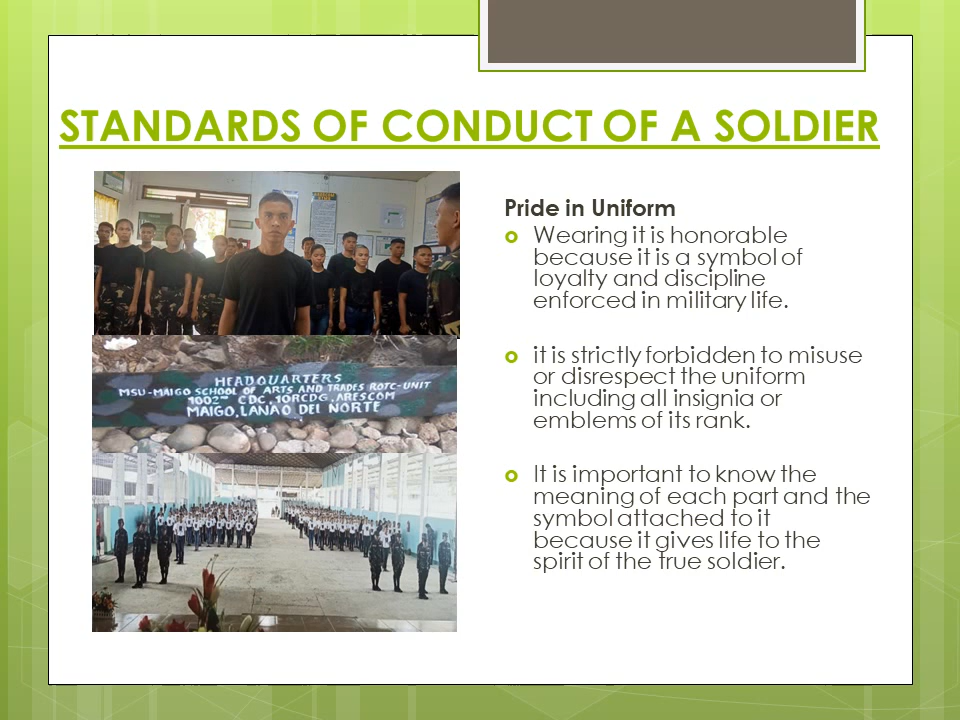 STANDARDS OF CONDUCT OF A SOLDIER
HEADQUARTERS
MSU-MAIGO SCHOOL OF ARTS AND TRADES ROTC-UNIT
1002ND CDC, 10RCDG, ARESCOM
MAIGO, LANAO DEL NORTE
Pride in Uniform
Wearing it is honorable
because it is a symbol of
loyalty and discipline
enforced in military life.
it is strictly forbidden to misuse
or disrespect the uniform
including all insignia or
emblems of its rank.
It is important to know the
meaning of each part and the
symbol attached to it
because it gives life to the
spirit of the true soldier.